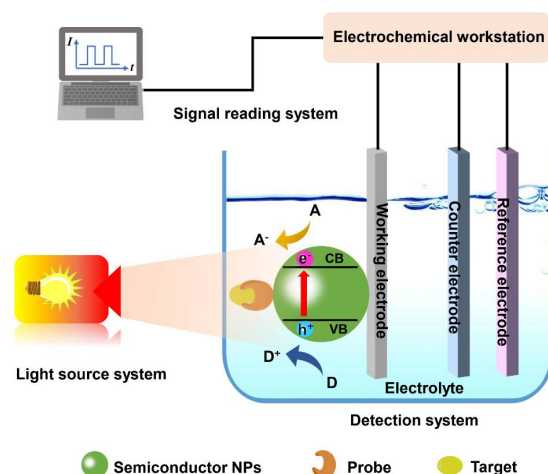 I
t
Electrochemical workstation
Signal reading system
Working electrode
Counter electrode
Reference electrode
A
A-
e-
CB
h+
VB
D+
D
Light source system
Electrolyte
Detection system
Semiconductor NPs
Probe
Target